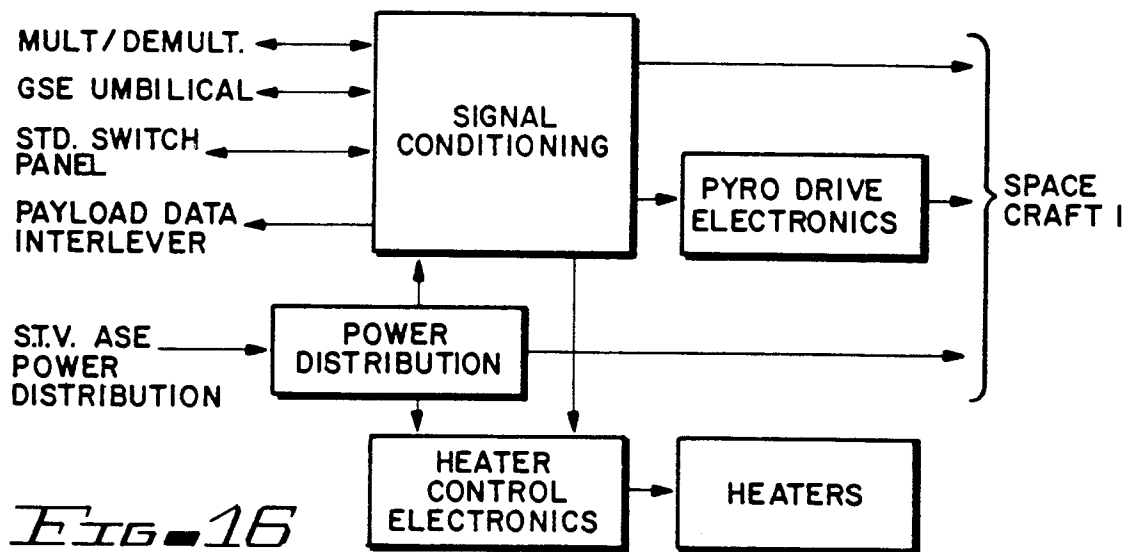 MULT/DEMULT.
GSE UMBILICAL
STD. SWITCH
PANEL
PAYLOAD DATA
INTERLEVER
S.T.V. ASE
POWER
DISTRIBUTION
SIGNAL
CONDITIONING
PYRO DRIVE
ELECTRONICS
SPACE
CRAFT I
POWER
DISTRIBUTION
HEATER
CONTROL
ELECTRONICS
HEATERS
FIG-16